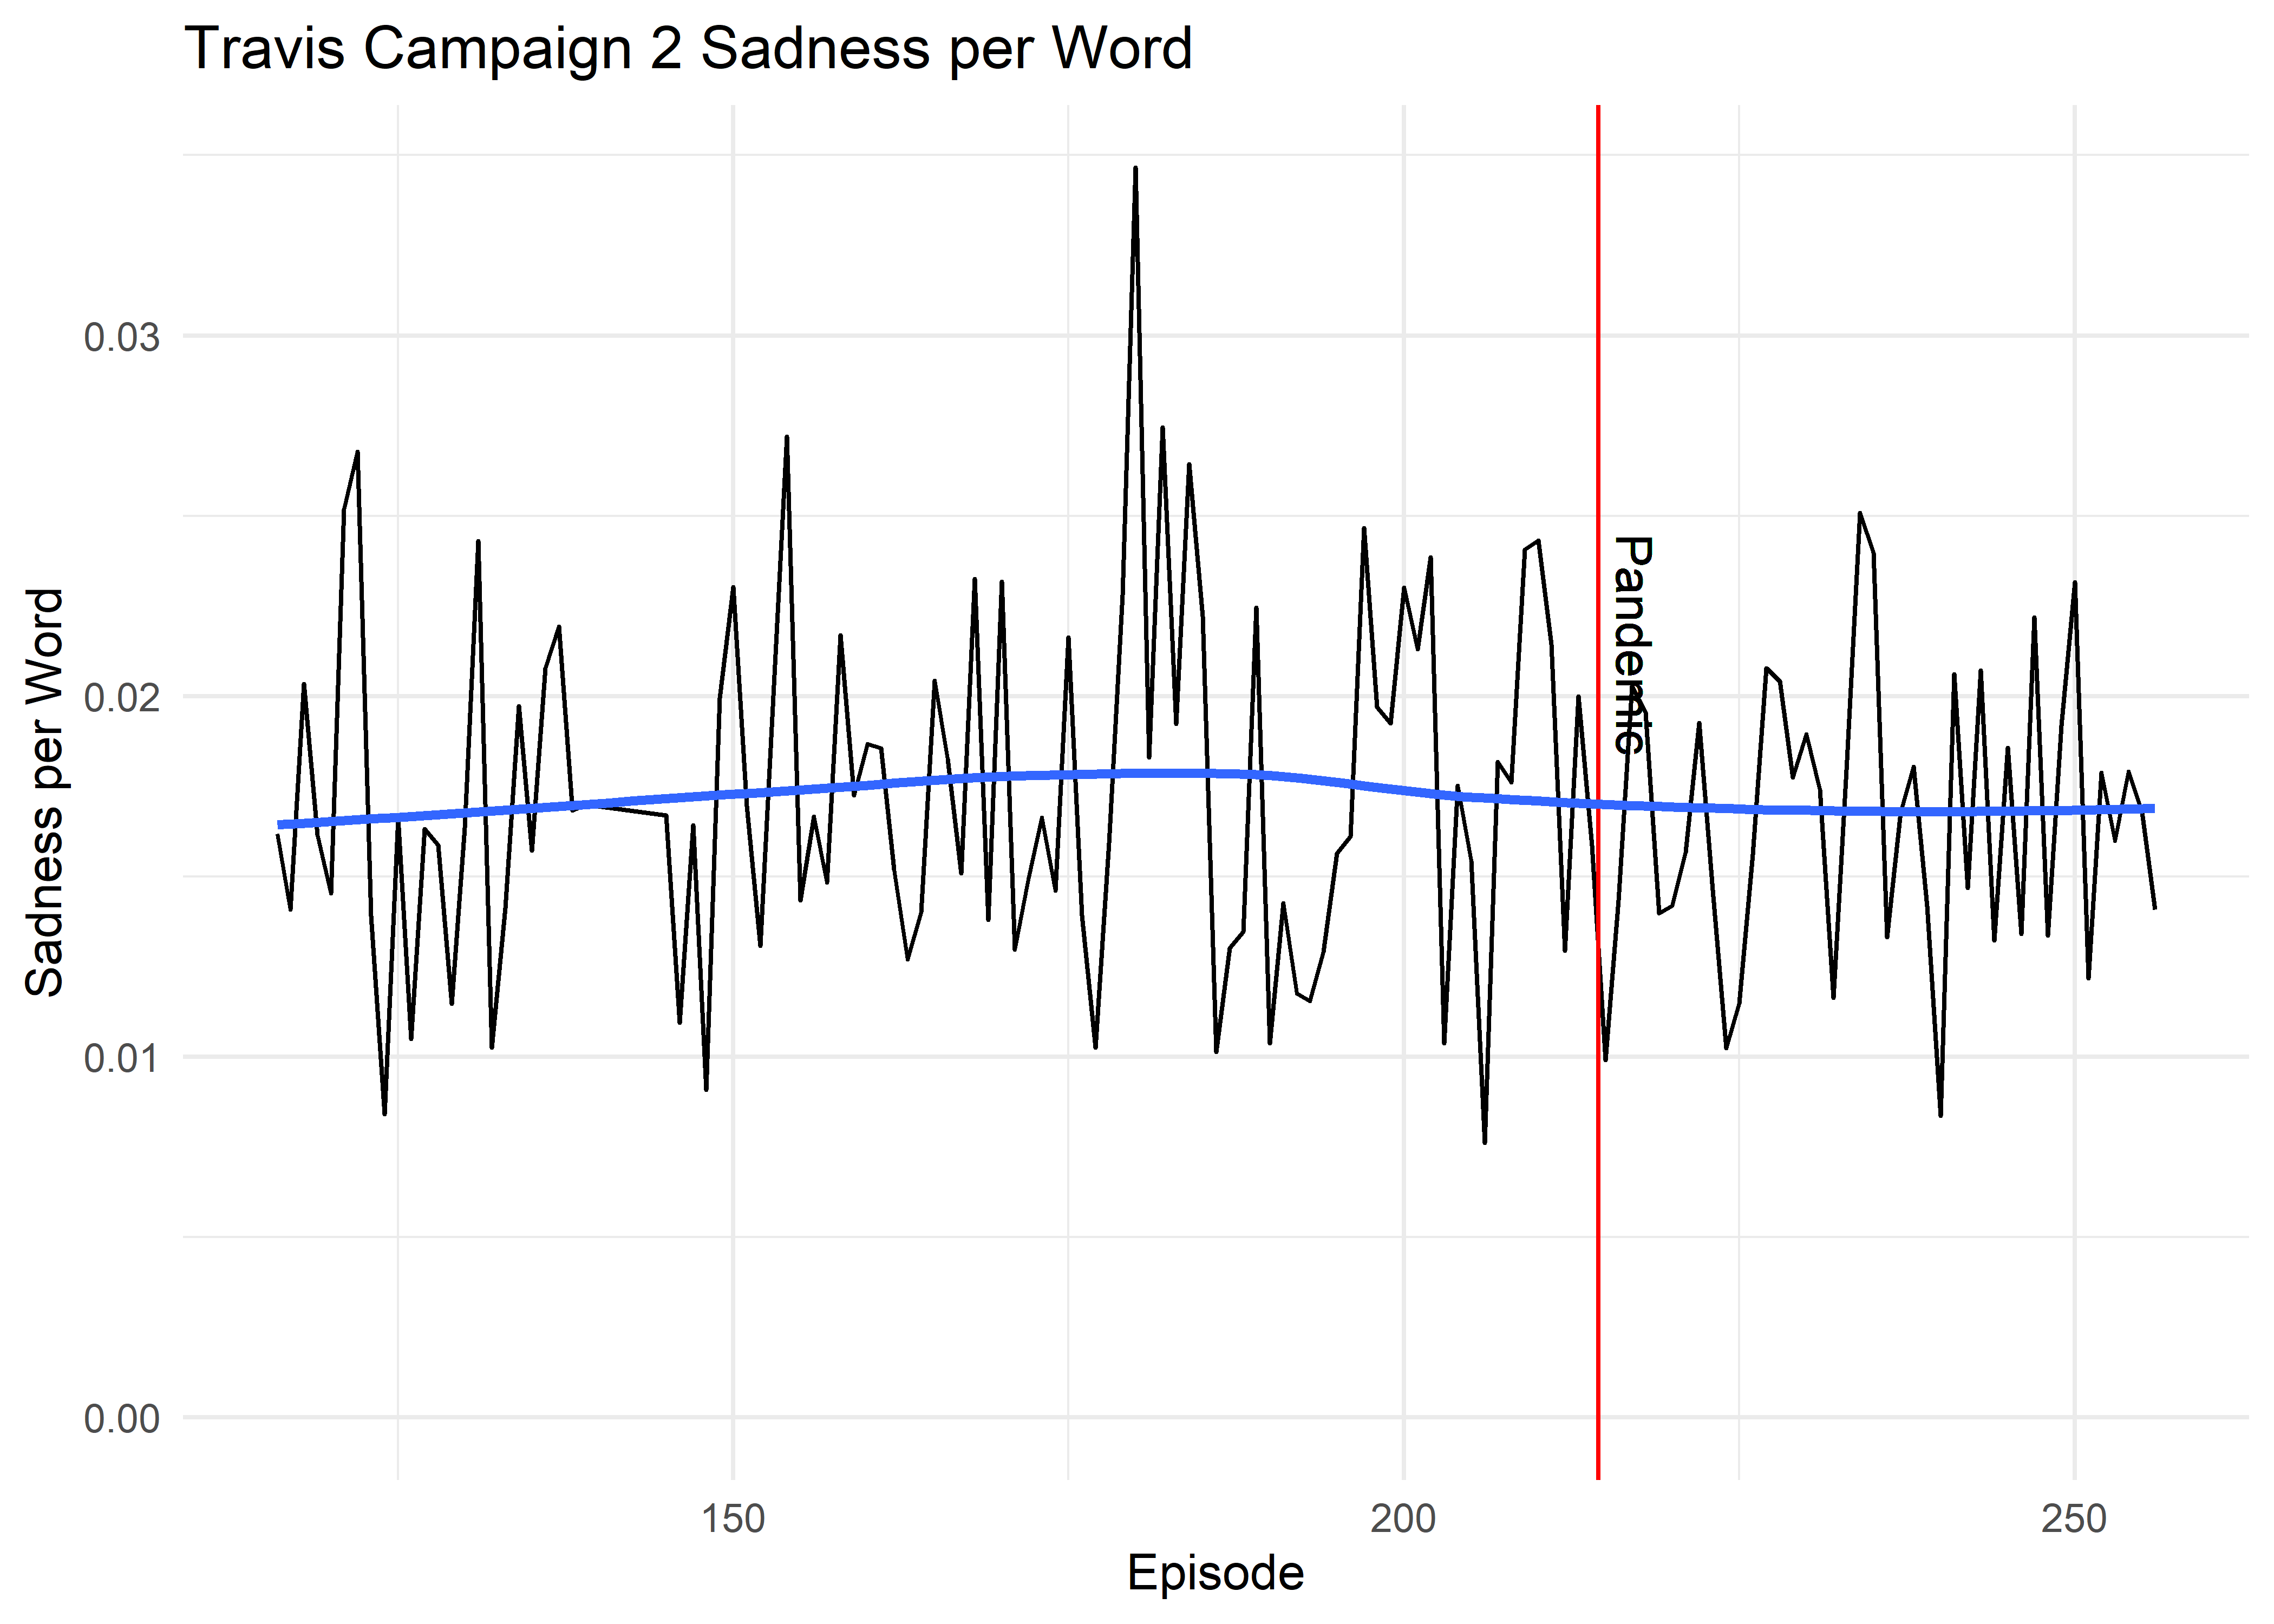 Travis Campaign 2 Sadness per Word
Sadness per Word
0.03
0.02
0.01
0.00
Pandemic
150
200
250
Episode